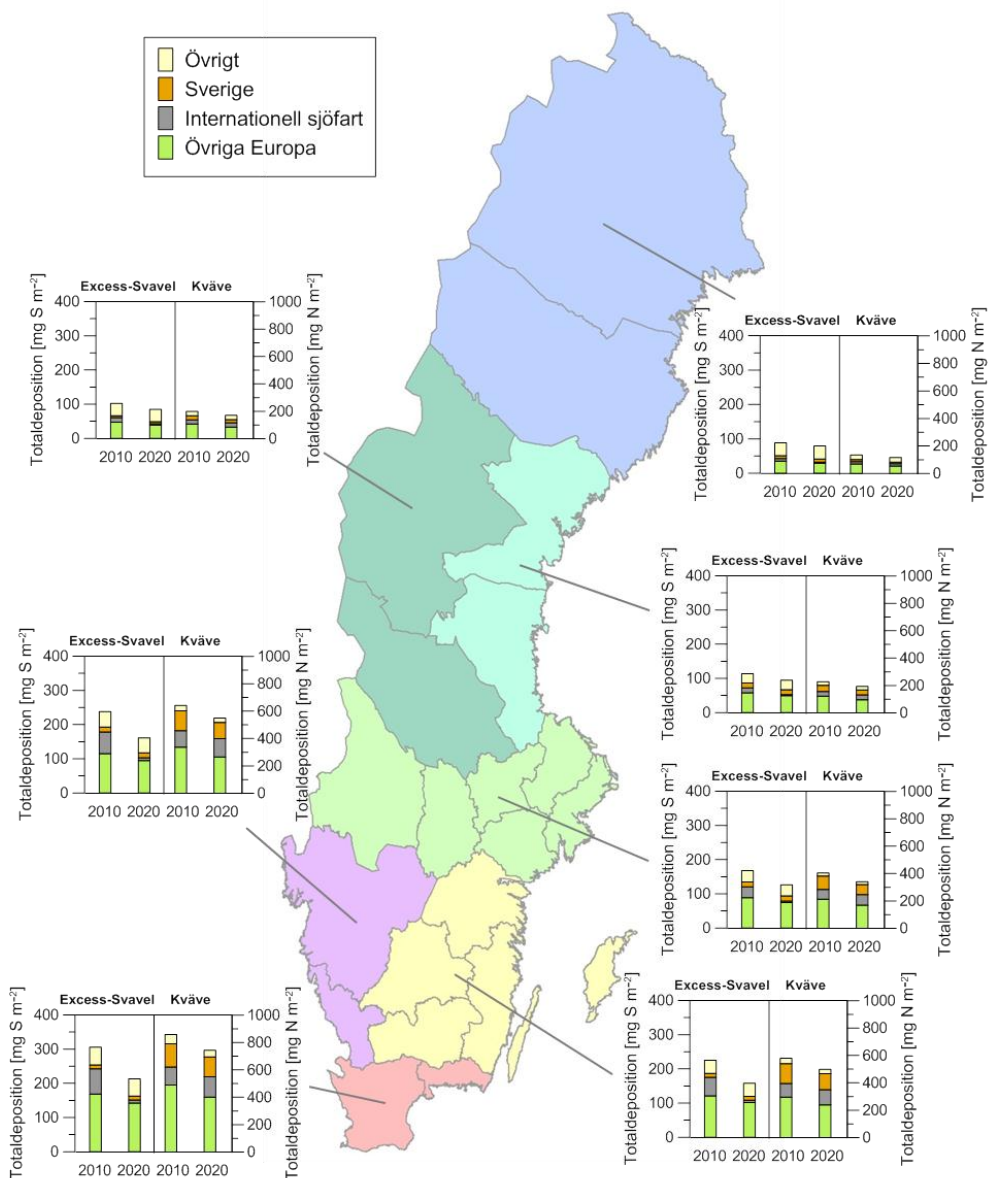 Övrigt
Sverige
Internationell sjöfart
Övriga Europa
Excess-Svavel Kväve
Totaldeposition [mg S m⁻²]
400
300
200
100
0
1000
800
600
400
200
0
Totaldeposition [mg N m⁻²]
2010 2020 2010 2020
Excess-Svavel Kväve
Totaldeposition [mg S m⁻²]
400
300
200
100
0
1000
800
600
400
200
0
Totaldeposition [mg N m⁻²]
2010 2020 2010 2020
Excess-Svavel Kväve
Totaldeposition [mg S m⁻²]
400
300
200
100
0
1000
800
600
400
200
0
Totaldeposition [mg N m⁻²]
2010 2020 2010 2020
Excess-Svavel Kväve
Totaldeposition [mg S m⁻²]
400
300
200
100
0
1000
800
600
400
200
0
Totaldeposition [mg N m⁻²]
2010 2020 2010 2020
Excess-Svavel Kväve
Totaldeposition [mg S m⁻²]
400
300
200
100
0
1000
800
600
400
200
0
Totaldeposition [mg N m⁻²]
2010 2020 2010 2020
Excess-Svavel Kväve
Totaldeposition [mg S m⁻²]
400
300
200
100
0
1000
800
600
400
200
0
Totaldeposition [mg N m⁻²]
2010 2020 2010 2020
Excess-Svavel Kväve
Totaldeposition [mg S m⁻²]
400
300
200
100
0
1000
800
600
400
200
0
Totaldeposition [mg N m⁻²]
2010 2020 2010 2020